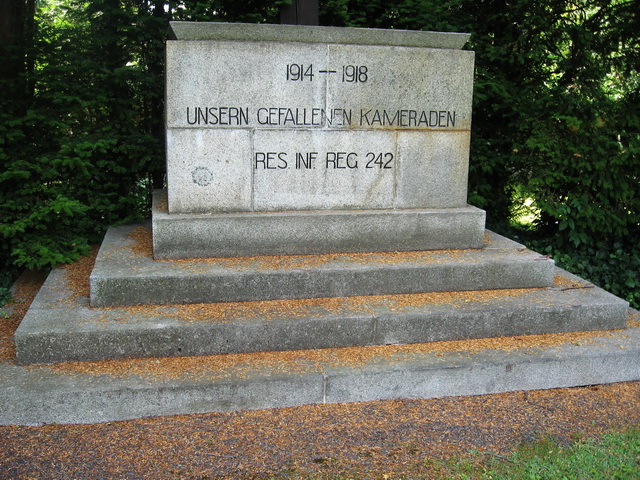 1914 — 1918
UNSERN GEFALLENEN KAMERADEN
RES. INF. REG 242